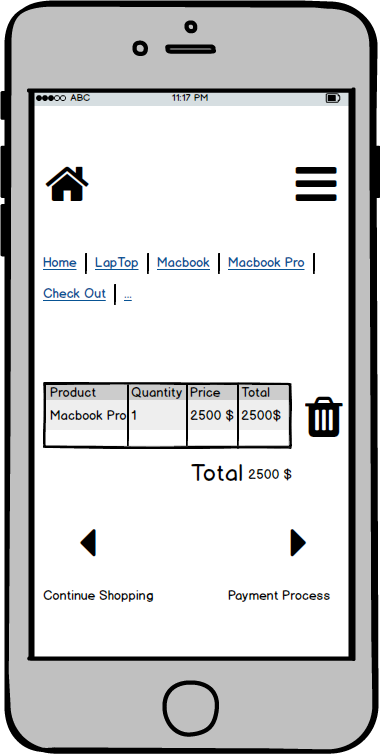 ABC 11:17 PM
Home LapTop Macbook Macbook Pro
Check Out ...
Product Quantity Price Total
Macbook Pro 1 2500 $ 2500$
Total 2500 $
Continue Shopping Payment Process